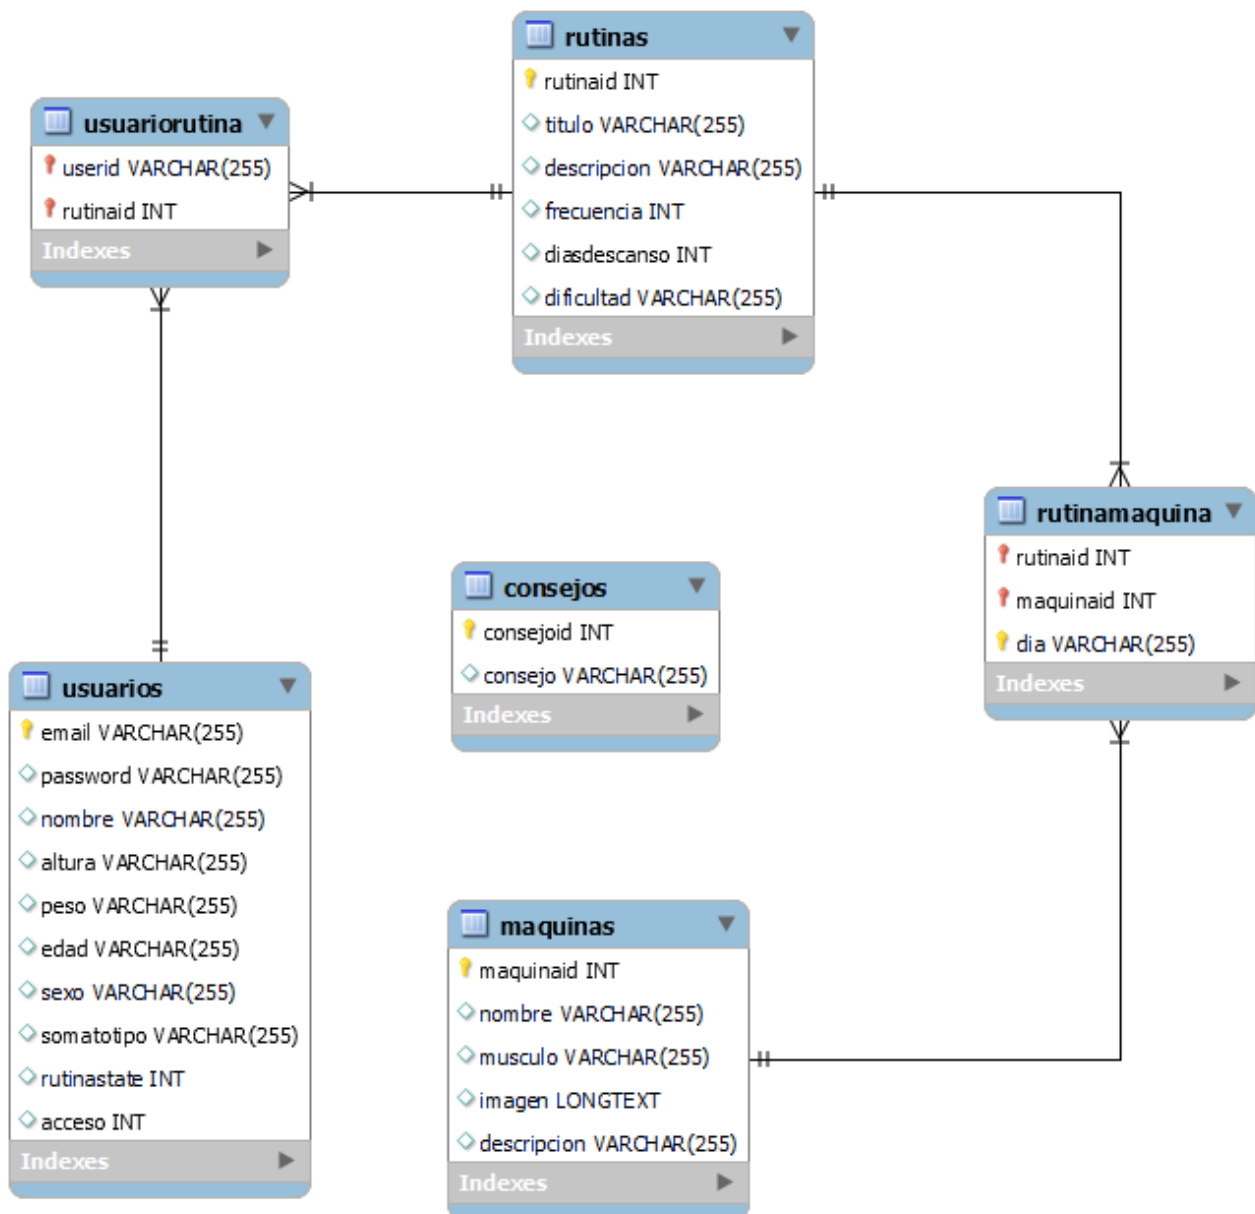 rutinas
rutinaid INT
titulo VARCHAR(255)
descripcion VARCHAR(255)
frecuencia INT
diasdescanso INT
dificultad VARCHAR(255)
Indexes
usuariorutina
userid VARCHAR(255)
rutinaid INT
Indexes
rutinamaquina
rutinaid INT
maquinaid INT
dia VARCHAR(255)
Indexes
consejos
consejoid INT
consejo VARCHAR(255)
Indexes
usuarios
email VARCHAR(255)
password VARCHAR(255)
nombre VARCHAR(255)
altura VARCHAR(255)
peso VARCHAR(255)
edad VARCHAR(255)
sexo VARCHAR(255)
somatotipo VARCHAR(255)
rutinastate INT
acceso INT
Indexes
maquinas
maquinaid INT
nombre VARCHAR(255)
musculo VARCHAR(255)
imagen LONGTEXT
descripcion VARCHAR(255)
Indexes